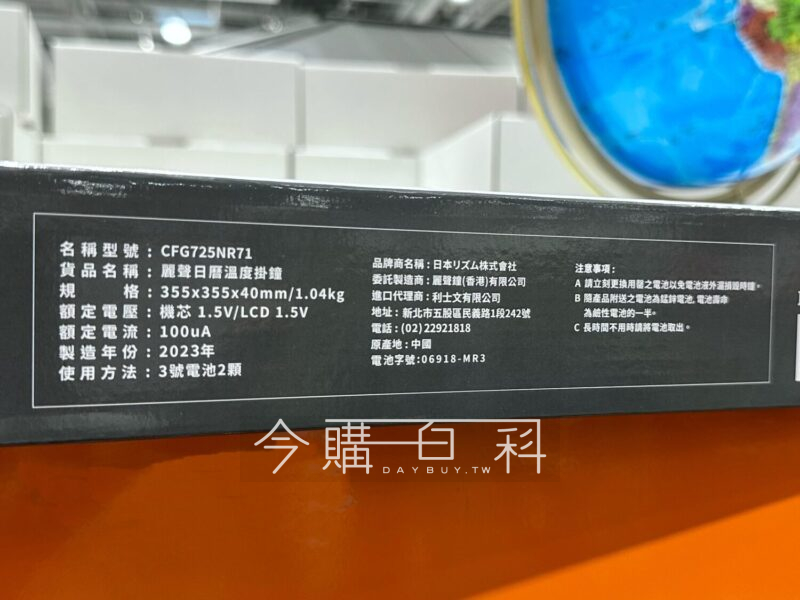 名稱型號：CFG725NR71
貨品名稱：麗聲日曆溫度掛鐘
規　　格：355x355x40mm/1.04kg
額定電壓：機芯 1.5V/LCD 1.5V
額定電流：100uA
製造年份：2023年
使用方法：3號電池2顆
品牌商名稱：日本リズム株式會社
委託製造商：麗聲鐘(香港)有限公司
進口代理商：利士文有限公司
地址：新北市五股區民義路1段242號
電話：(02)22921818
原產地：中國
電池字號:06918-MR3
注意事項：
A 請立刻更換用罄之電池以免電池液外漏損毀時鐘。
B 隨產品附送之電池為錳鋅電池,電池壽命
為鹼性電池的一半。
C 長時間不用時請將電池取出。
今購百科
DAYBUY.TW